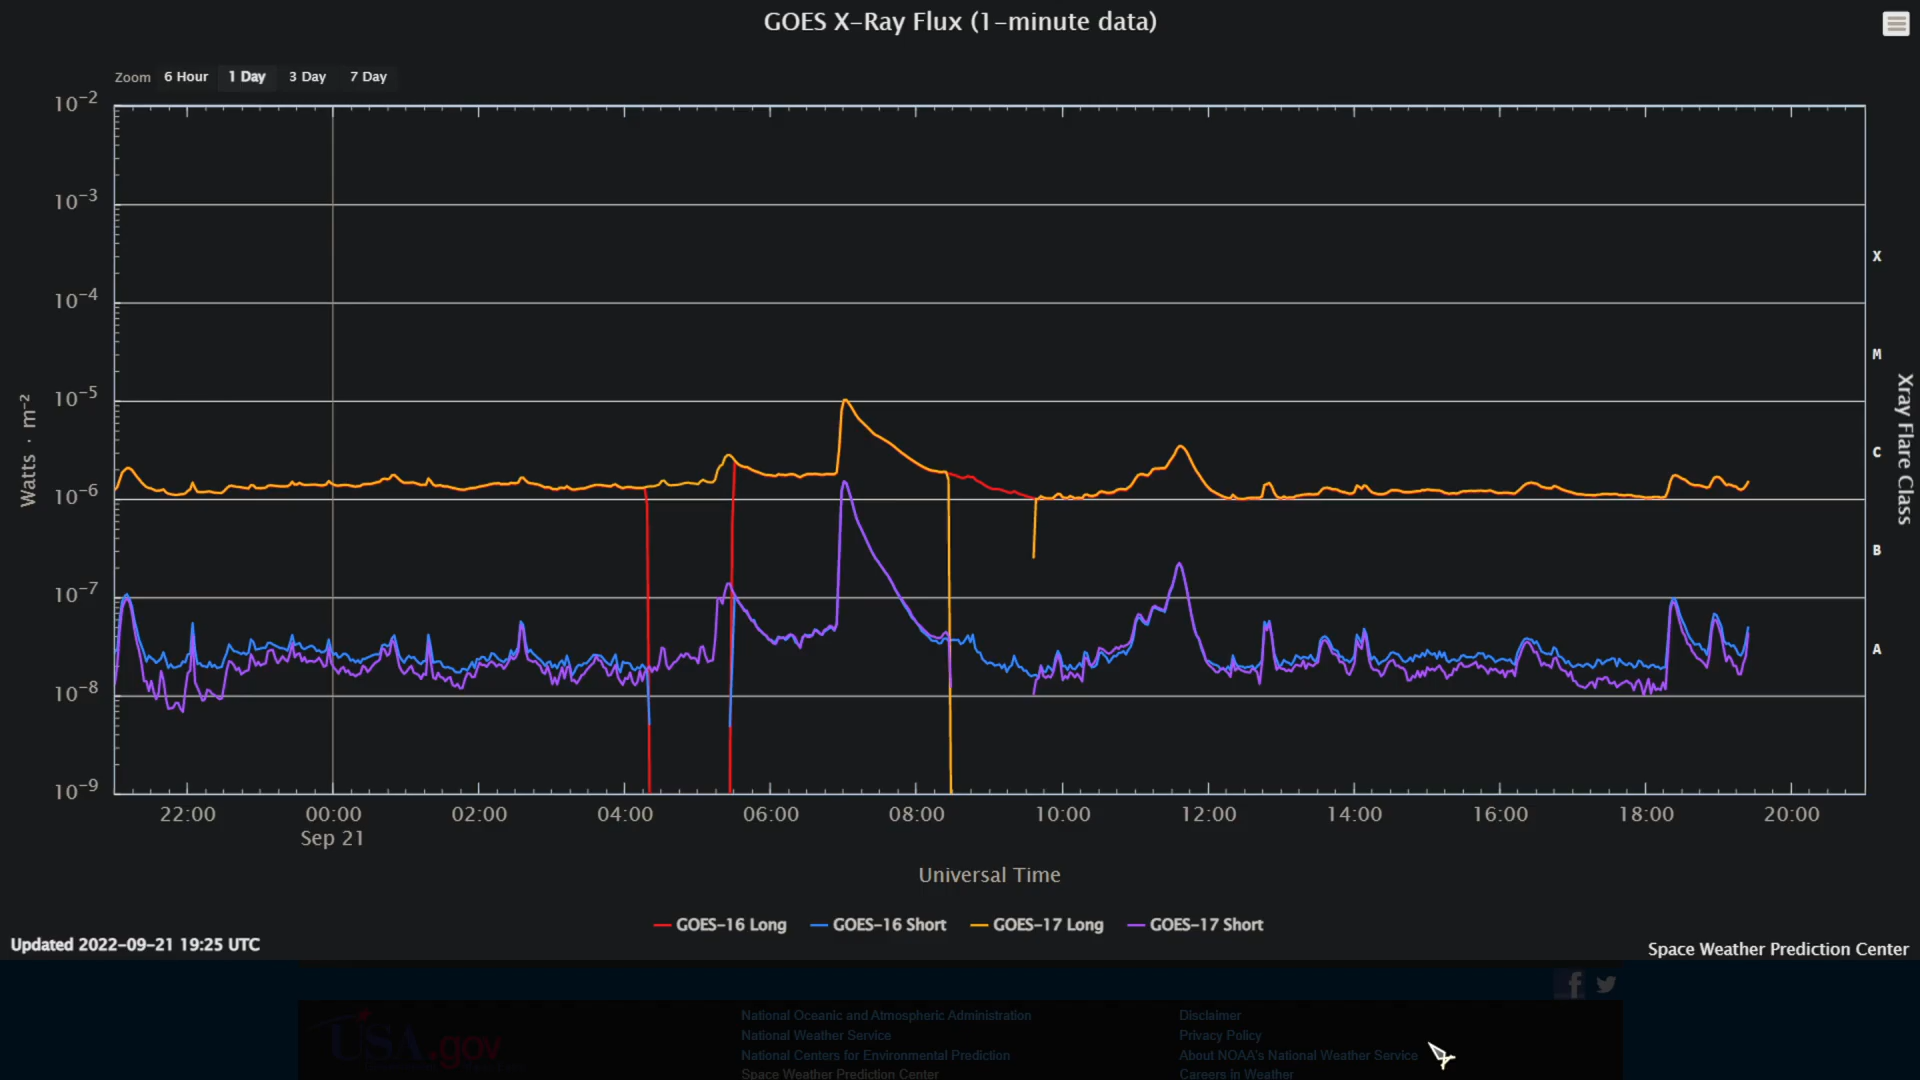 GOES X-Ray Flux (1-minute data)
Zoom 6 Hour 1 Day 3 Day 7 Day
10⁻²
10⁻³
10⁻⁴
10⁻⁵
10⁻⁶
10⁻⁷
10⁻⁸
10⁻⁹
Watts · m⁻²
X
M
C
B
A
Xray Flare Class
22:00 00:00 02:00 04:00 06:00 08:00 10:00 12:00 14:00 16:00 18:00 20:00
Sep 21
Universal Time
GOES-16 Long GOES-16 Short GOES-17 Long GOES-17 Short
Updated 2022-09-21 19:25 UTC
Space Weather Prediction Center
USA.gov
National Oceanic and Atmospheric Administration
National Weather Service
National Centers for Environmental Prediction
Space Weather Prediction Center
Disclaimer
Privacy Policy
About NOAA's National Weather Service
Careers in Weather